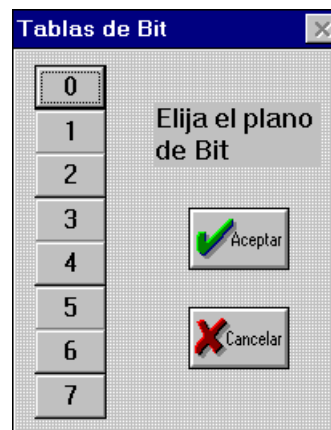 Tablas de Bit
0
1
2
3
4
5
6
7
Elija el plano
de Bit
Aceptar
Cancelar